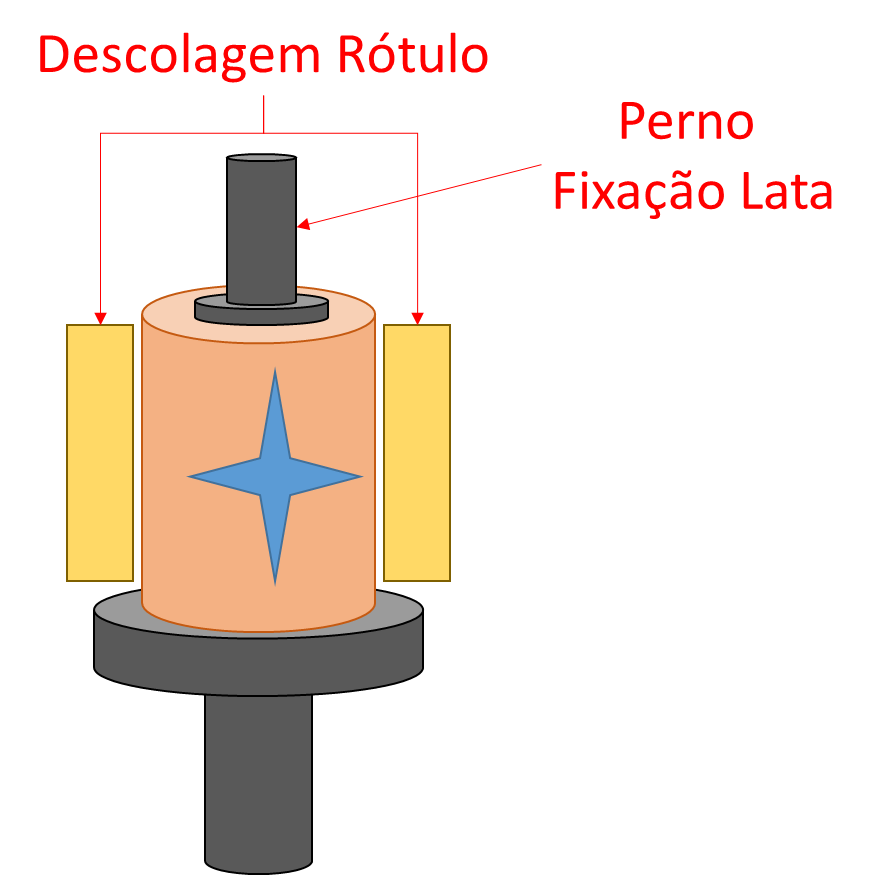 Descolagem Rótulo
Perno
Fixação Lata